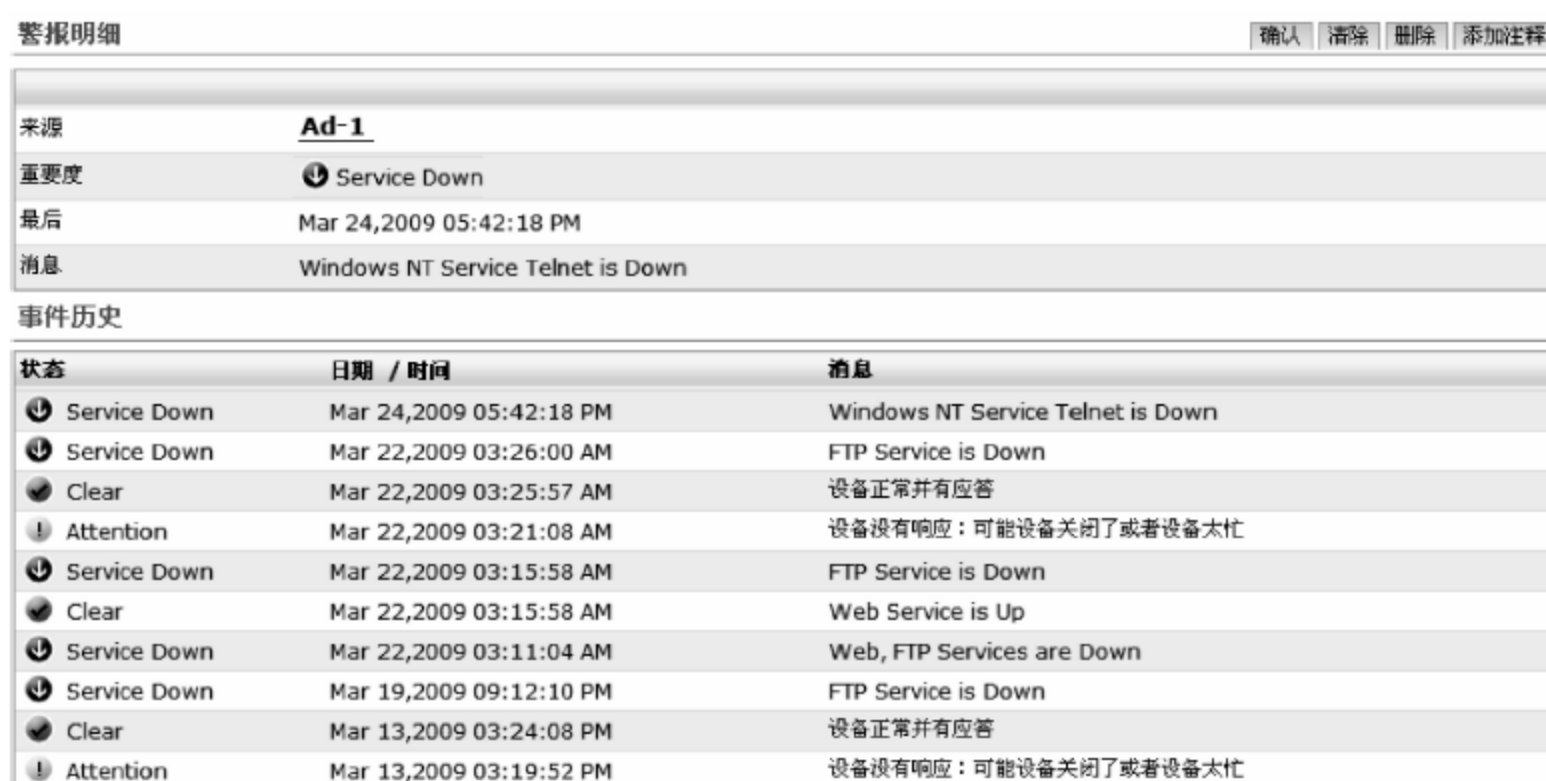 警报明细 确认 清除 删除 添加注释
来源 Ad-1
重要度 Service Down
最后 Mar 24,2009 05:42:18 PM
消息 Windows NT Service Telnet is Down
事件历史
状态 日期 / 时间 消息
Service Down Mar 24,2009 05:42:18 PM Windows NT Service Telnet is Down
Service Down Mar 22,2009 03:26:00 AM FTP Service is Down
Clear Mar 22,2009 03:25:57 AM 设备正常并有应答
Attention Mar 22,2009 03:21:08 AM 设备没有响应：可能设备关闭了或者设备太忙
Service Down Mar 22,2009 03:15:58 AM FTP Service is Down
Clear Mar 22,2009 03:15:58 AM Web Service is Up
Service Down Mar 22,2009 03:11:04 AM Web, FTP Services are Down
Service Down Mar 19,2009 09:12:10 PM FTP Service is Down
Clear Mar 13,2009 03:24:08 PM 设备正常并有应答
Attention Mar 13,2009 03:19:52 PM 设备没有响应：可能设备关闭了或者设备太忙